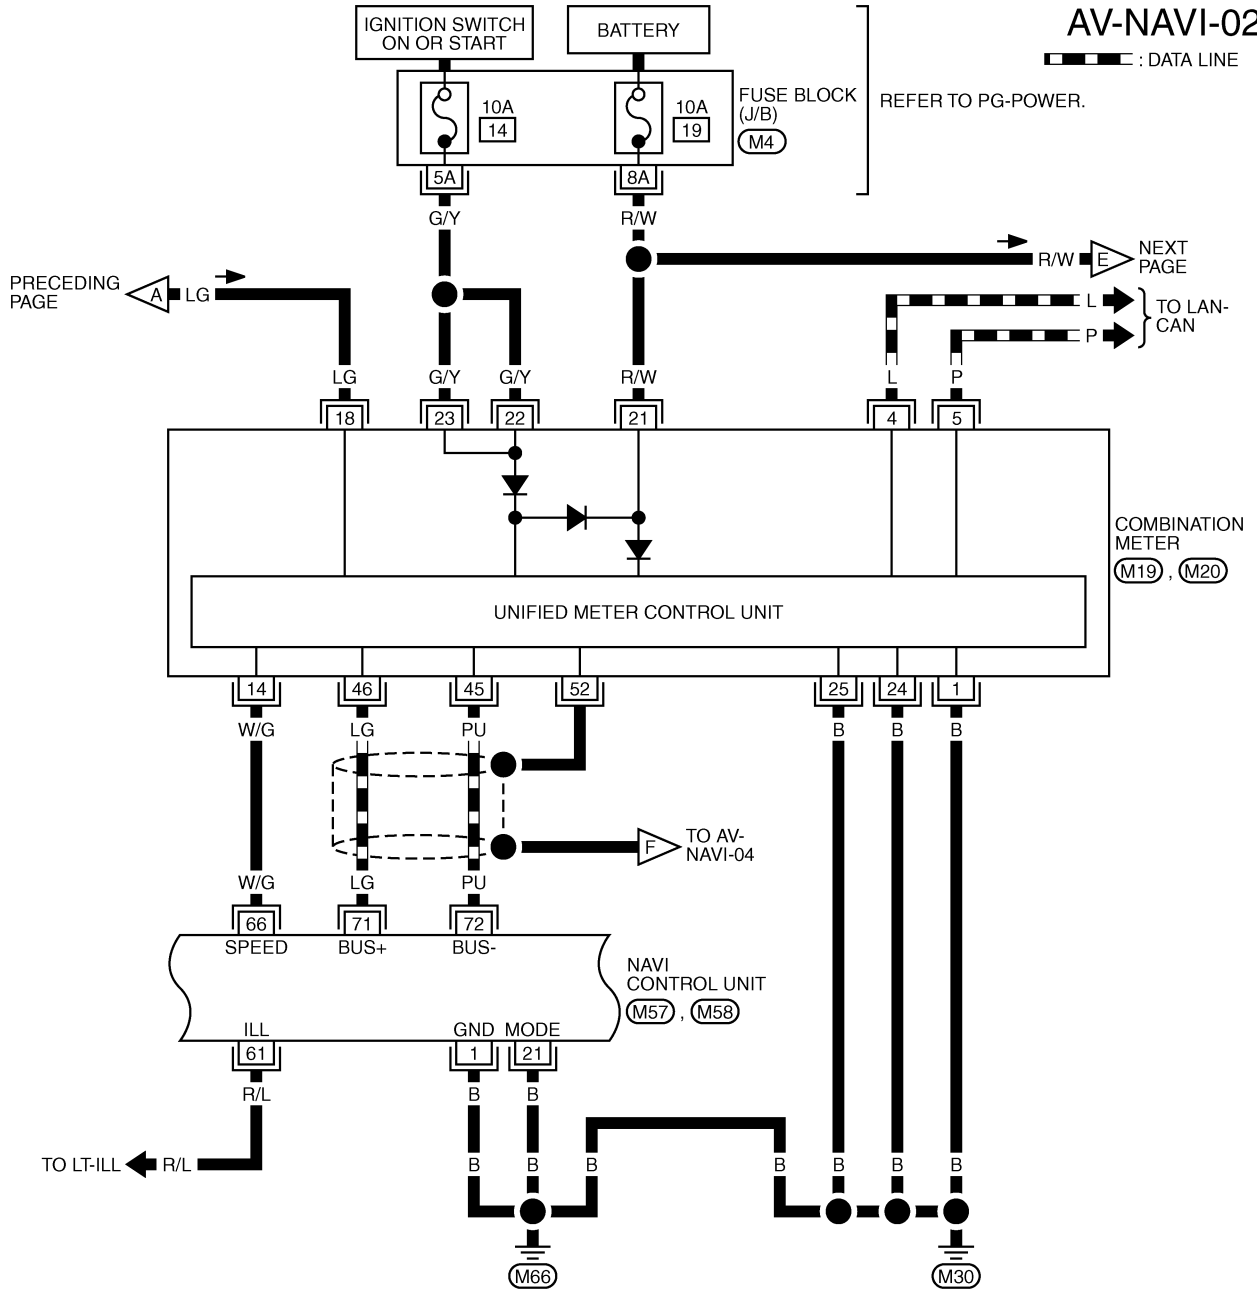 AV-NAVI-02
: DATA LINE
IGNITION SWITCH
ON OR START
BATTERY
10A
14
10A
19
FUSE BLOCK
(J/B)
M4
REFER TO PG-POWER.
5A
8A
G/Y
R/W
PRECEDING
PAGE
A
LG
R/W
E
NEXT
PAGE
L
P
TO LAN-
CAN
LG
G/Y
G/Y
R/W
L
P
18
23
22
21
4
5
COMBINATION
METER
M19 , M20
UNIFIED METER CONTROL UNIT
14
46
45
52
25
24
1
W/G
LG
PU
B
B
B
F
TO AV-
NAVI-04
W/G
LG
PU
66
71
72
SPEED
BUS+
BUS-
NAVI
CONTROL UNIT
M57 , M58
ILL
GND
MODE
61
1
21
R/L
B
B
TO LT-ILL
R/L
B
B
B
B
B
B
B
M66
M30